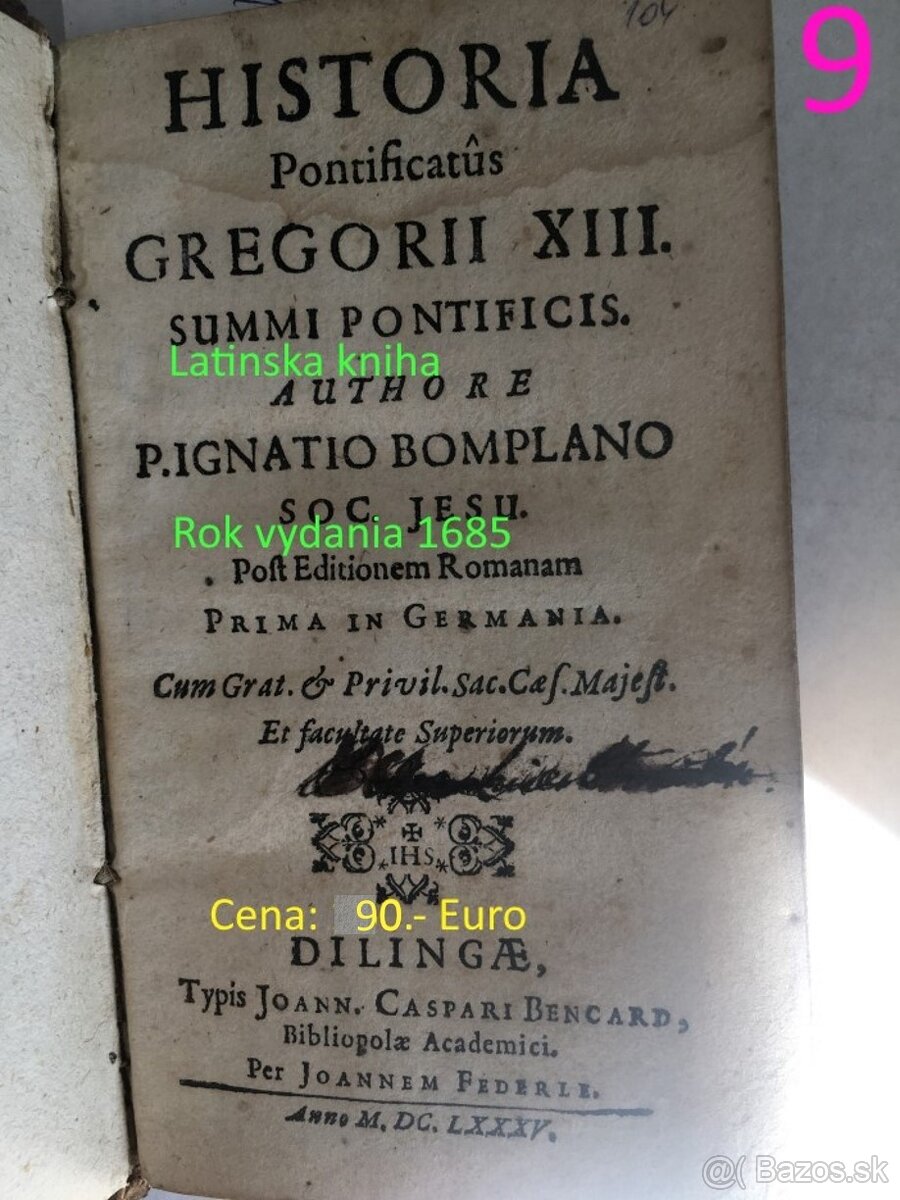 104
9
HISTORIA
Pontificatûs
GREGORII XIII.
SUMMI PONTIFICIS.
Latinska kniha
AUTHORE
P. IGNATIO BOMPLANO
SOC. JESU.
Rok vydania 1685
Poſt Editionem Romanam
PRIMA IN GERMANIA.
Cum Grat. & Privil. Sac. Cæſ. Majeſt.
Et facultate Superiorum.
IHS
Cena: 90.- Euro
DILINGÆ,
Typis JOANN. CASPARI BENCARD,
Bibliopolæ Academici.
Per JOANNEM FEDERLE.
Anno M. DC. LXXXV.
@( Bazos.sk